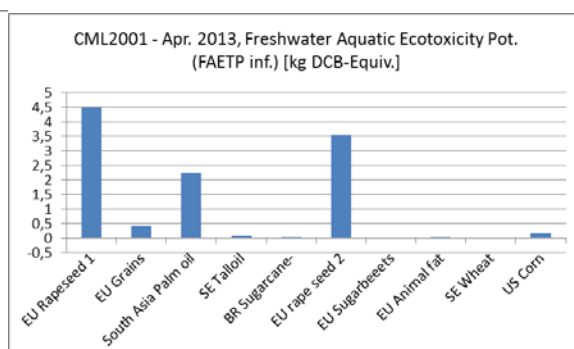 CML2001 - Apr. 2013, Freshwater Aquatic Ecotoxicity Pot.
(FAETP inf.) [kg DCB-Equiv.]
5
4,5
4
3,5
3
2,5
2
1,5
1
0,5
0
-0,5
EU Rapeseed 1
EU Grains
South Asia Palm oil
SE Talloil
BR Sugarcane-
EU rape seed 2
EU Sugarbeeets
EU Animal fat
SE Wheat
US Corn